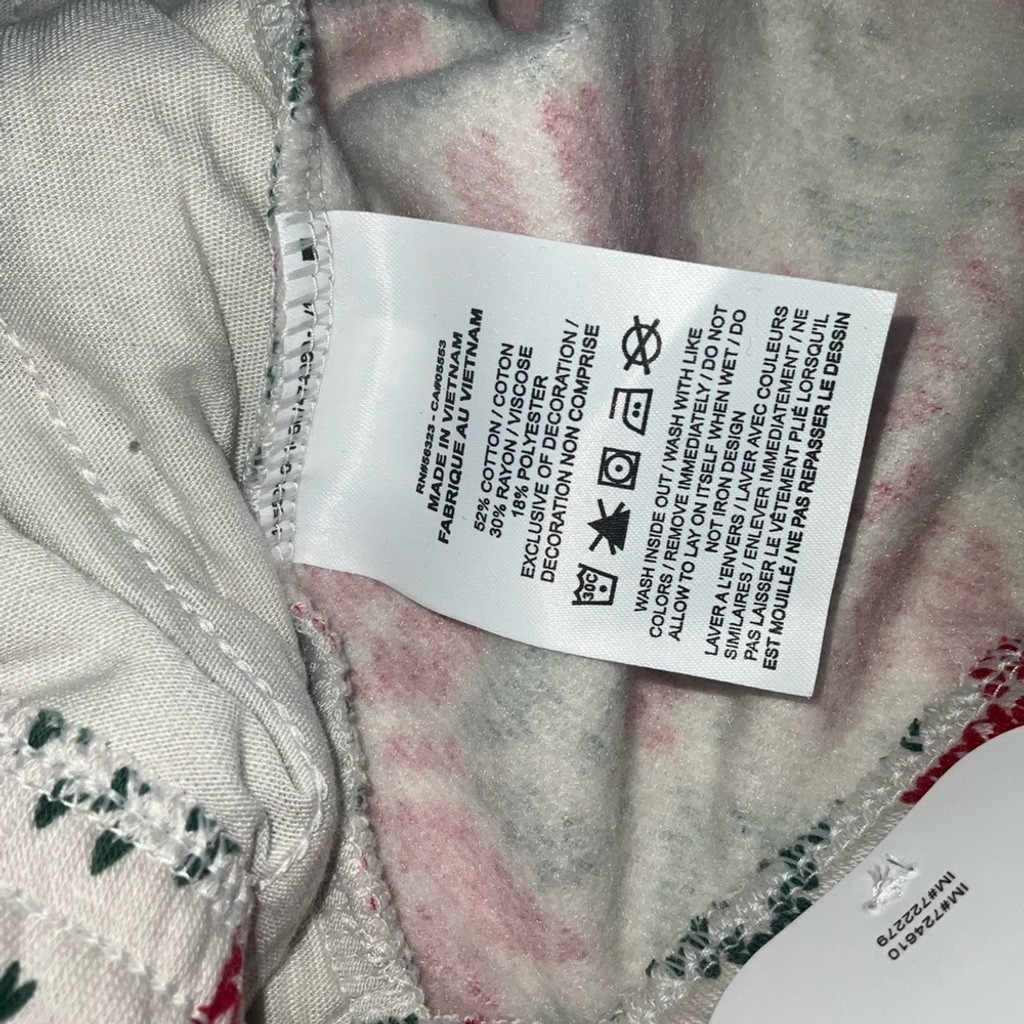 RN#56323 - CA#05553
MADE IN VIETNAM
FABRIQUE AU VIETNAM
52% COTTON / COTON
30% RAYON / VISCOSE
18% POLYESTER
EXCLUSIVE OF DECORATION /
DECORATION NON COMPRISE
30C
WASH INSIDE OUT / WASH WITH LIKE
COLORS / REMOVE IMMEDIATELY / DO NOT
ALLOW TO LAY ON ITSELF WHEN WET / DO
NOT IRON DESIGN
LAVER A L'ENVERS / LAVER AVEC COULEURS
SIMILAIRES / ENLEVER IMMEDIATEMENT / NE
PAS LAISSER LE VÉTEMENT PLIÉ LORSQU'IL
EST MOUILLÉ / NE PAS REPASSER LE DESSIN
IM#724610
IM#722279